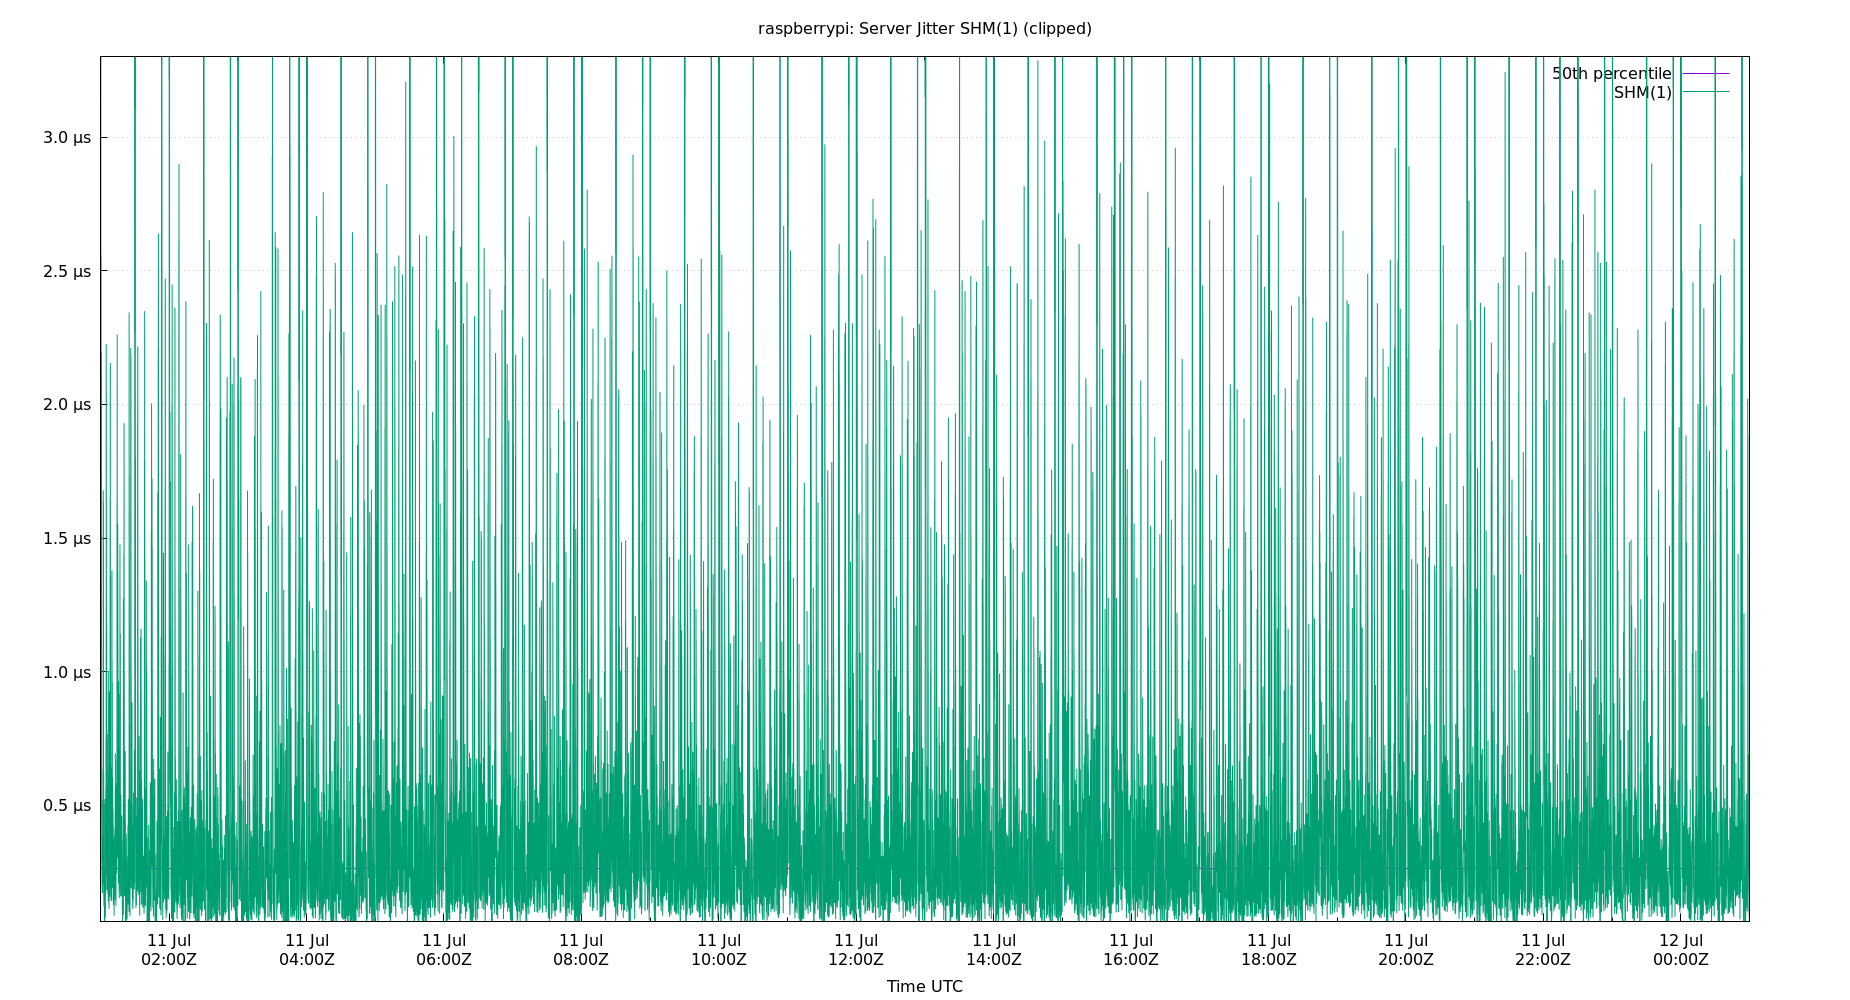 raspberrypi: Server Jitter SHM(1) (clipped)
50th percentile
SHM(1)
3.0 µs
2.5 µs
2.0 µs
1.5 µs
1.0 µs
0.5 µs
11 Jul 11 Jul 11 Jul 11 Jul 11 Jul 11 Jul 11 Jul 11 Jul 11 Jul 11 Jul 11 Jul 12 Jul
02:00Z 04:00Z 06:00Z 08:00Z 10:00Z 12:00Z 14:00Z 16:00Z 18:00Z 20:00Z 22:00Z 00:00Z
Time UTC